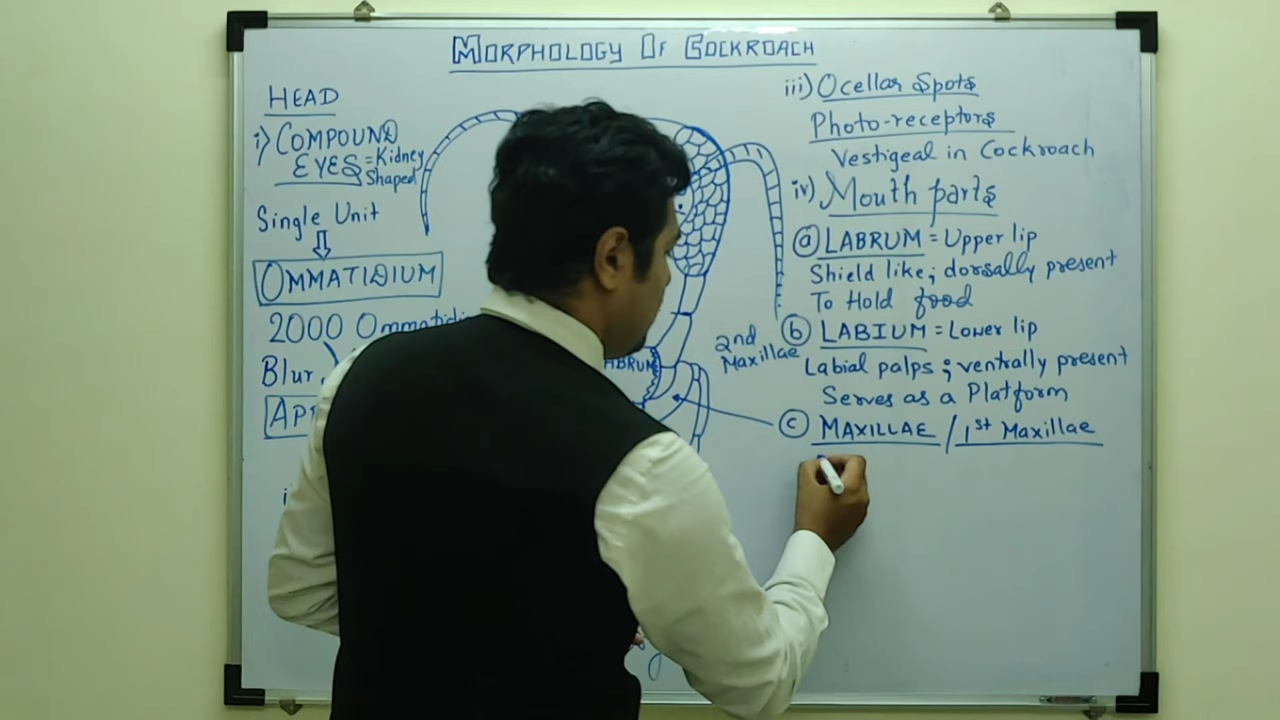 MORPHOLOGY OF COCKROACH
HEAD
i) COMPOUND
EYES = Kidney
Shaped
Single Unit
OMMATIDIUM
2000 Ommatidi
Blur
AP
i
LABRUM
2nd
Maxillae
iii) Ocellar Spots
Photo-receptors
Vestigeal in Cockroach
iv) Mouth parts
a LABRUM = Upper lip
Shield like; dorsally present
To Hold food
b LABIUM = Lower lip
Labial palps; ventrally present
Serves as a Platform
c MAXILLAE / 1st Maxillae